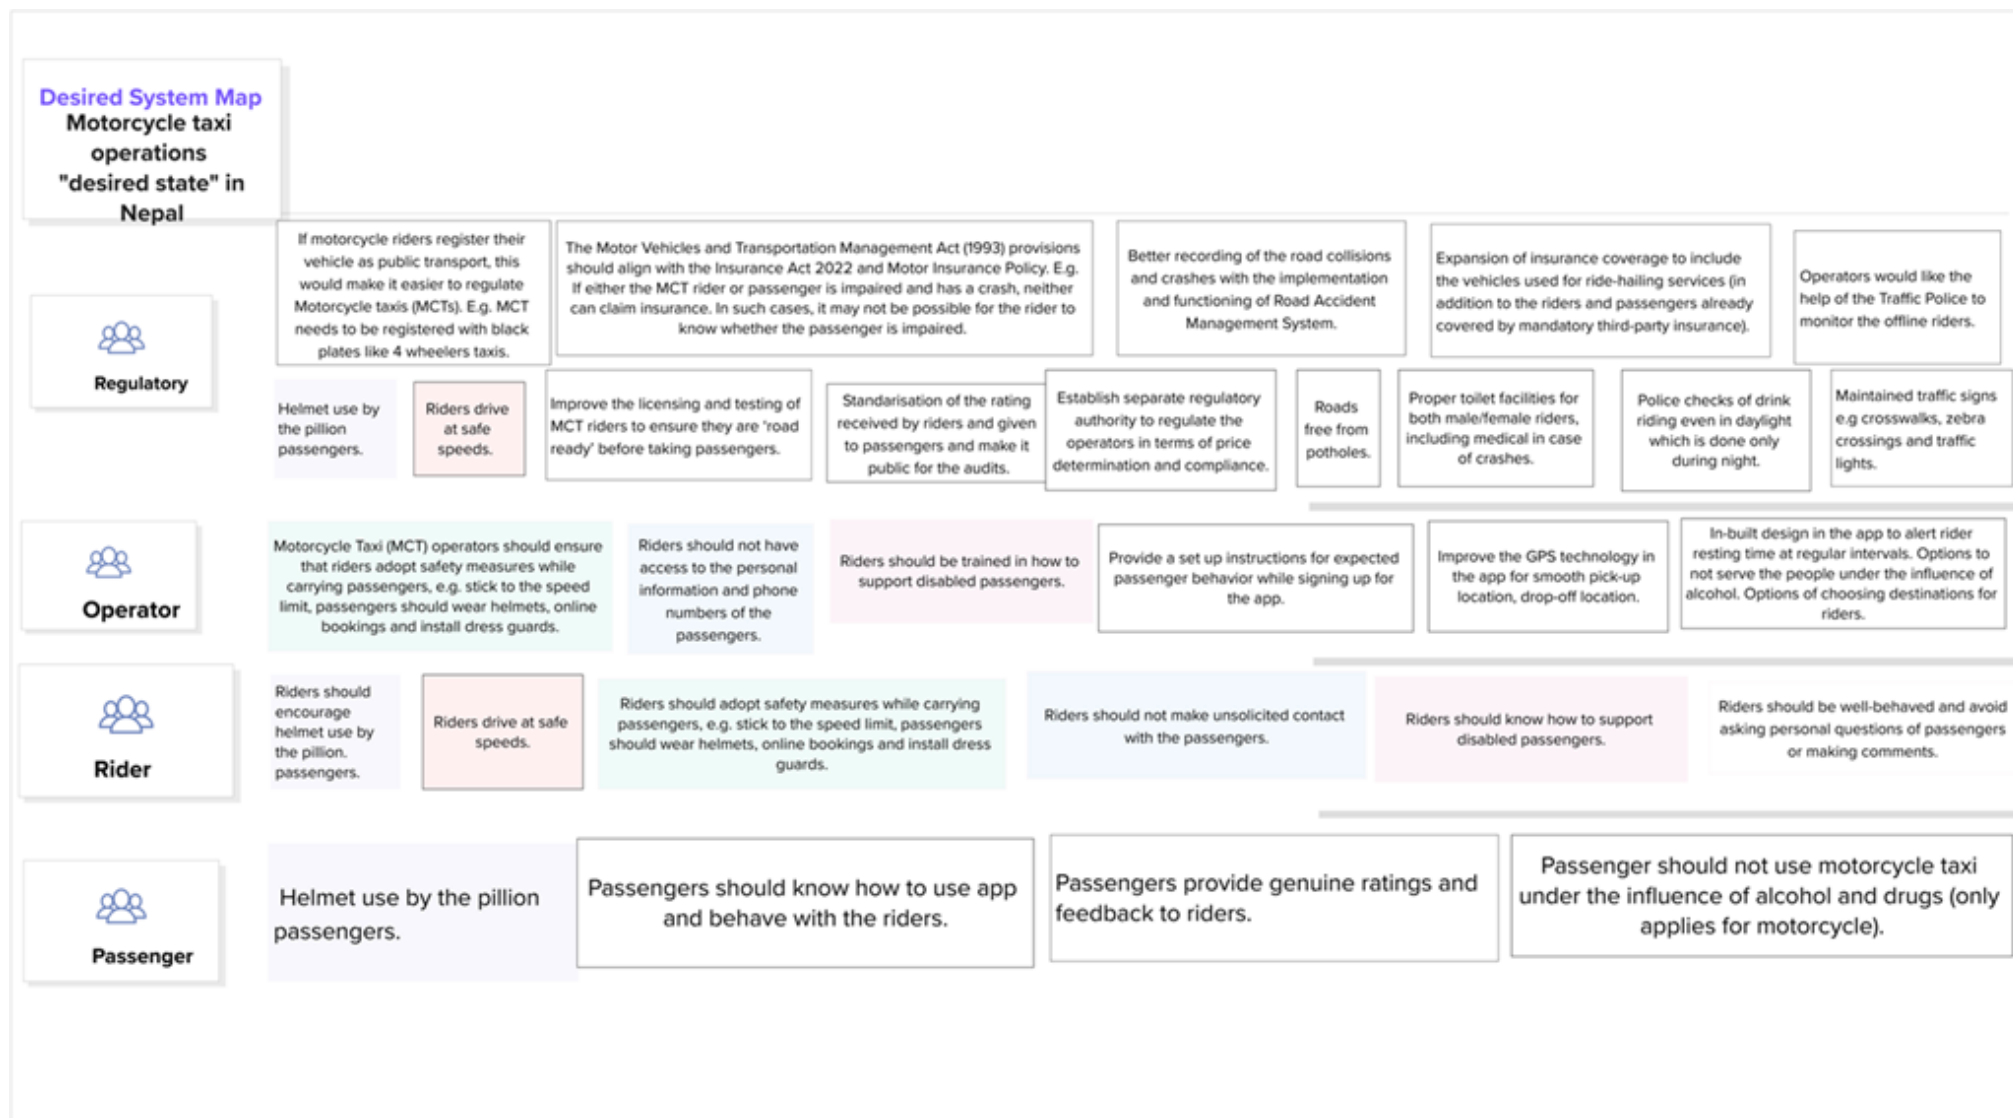 Desired System Map
Motorcycle taxi
operations
"desired state" in
Nepal
Regulatory
If motorcycle riders register their
vehicle as public transport, this
would make it easier to regulate
Motorcycle taxis (MCTs). E.g. MCT
needs to be registered with black
plates like 4 wheelers taxis.
The Motor Vehicles and Transportation Management Act (1993) provisions
should align with the Insurance Act 2022 and Motor Insurance Policy. E.g.
If either the MCT rider or passenger is impaired and has a crash, neither
can claim insurance. In such cases, it may not be possible for the rider to
know whether the passenger is impaired.
Better recording of the road collisions
and crashes with the implementation
and functioning of Road Accident
Management System.
Expansion of insurance coverage to include
the vehicles used for ride-hailing services (in
addition to the riders and passengers already
covered by mandatory third-party insurance).
Operators would like the
help of the Traffic Police to
monitor the offline riders.
Helmet use by
the pillion
passengers.
Riders drive
at safe
speeds.
Improve the licensing and testing of
MCT riders to ensure they are 'road
ready' before taking passengers.
Standarisation of the rating
received by riders and given
to passengers and make it
public for the audits.
Establish separate regulatory
authority to regulate the
operators in terms of price
determination and compliance.
Roads
free from
potholes.
Proper toilet facilities for
both male/female riders,
including medical in case
of crashes.
Police checks of drink
riding even in daylight
which is done only
during night.
Maintained traffic signs
e.g crosswalks, zebra
crossings and traffic
lights.
Operator
Motorcycle Taxi (MCT) operators should ensure
that riders adopt safety measures while
carrying passengers, e.g. stick to the speed
limit, passengers should wear helmets, online
bookings and install dress guards.
Riders should not have
access to the personal
information and phone
numbers of the
passengers.
Riders should be trained in how to
support disabled passengers.
Provide a set up instructions for expected
passenger behavior while signing up for
the app.
Improve the GPS technology in
the app for smooth pick-up
location, drop-off location.
In-built design in the app to alert rider
resting time at regular intervals. Options to
not serve the people under the influence of
alcohol. Options of choosing destinations for
riders.
Rider
Riders should
encourage
helmet use by
the pillion.
passengers.
Riders drive at safe
speeds.
Riders should adopt safety measures while carrying
passengers, e.g. stick to the speed limit, passengers
should wear helmets, online bookings and install dress
guards.
Riders should not make unsolicited contact
with the passengers.
Riders should know how to support
disabled passengers.
Riders should be well-behaved and avoid
asking personal questions of passengers
or making comments.
Passenger
Helmet use by the pillion
passengers.
Passengers should know how to use app
and behave with the riders.
Passengers provide genuine ratings and
feedback to riders.
Passenger should not use motorcycle taxi
under the influence of alcohol and drugs (only
applies for motorcycle).